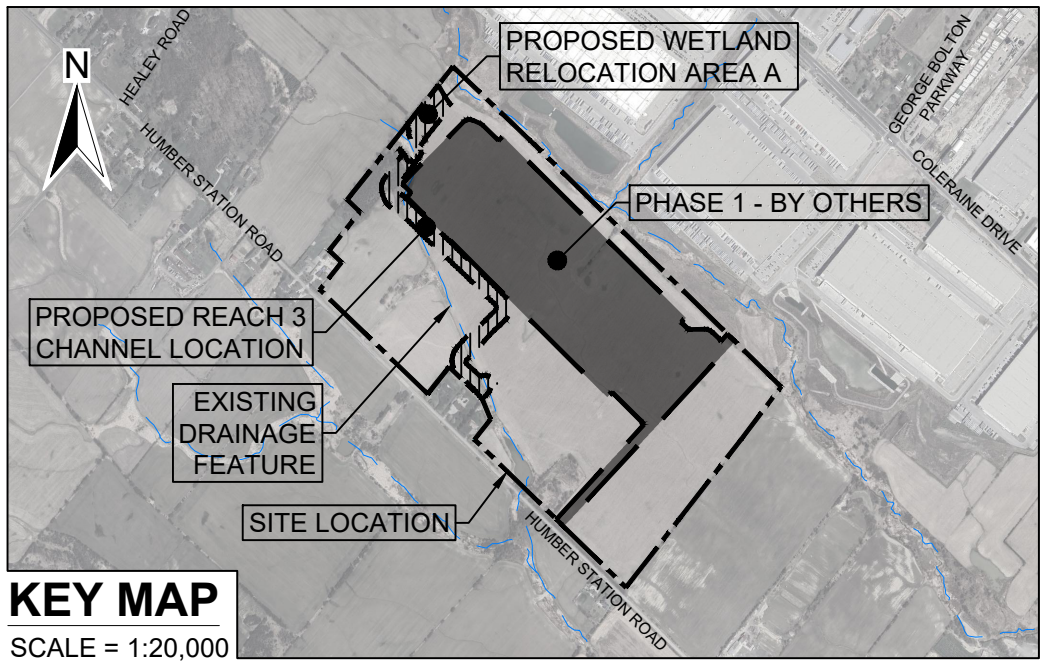 HEALEY ROAD
N
PROPOSED WETLAND
RELOCATION AREA A
GEORGE BOLTON
PARKWAY
HUMBER STATION ROAD
COLERAINE DRIVE
PHASE 1 - BY OTHERS
PROPOSED REACH 3
CHANNEL LOCATION
EXISTING
DRAINAGE
FEATURE
SITE LOCATION
HUMBER STATION ROAD
KEY MAP
SCALE = 1:20,000